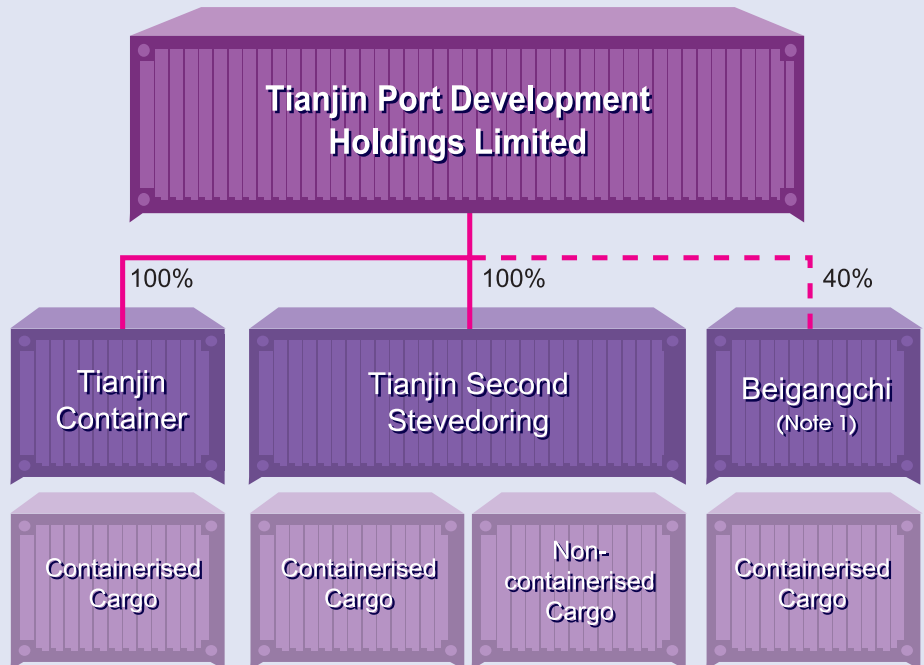 Tianjin Port Development
Holdings Limited
100%
100%
40%
Tianjin
Container
Tianjin Second
Stevedoring
Beigangchi
(Note 1)
Containerised
Cargo
Containerised
Cargo
Non-
containerised
Cargo
Containerised
Cargo